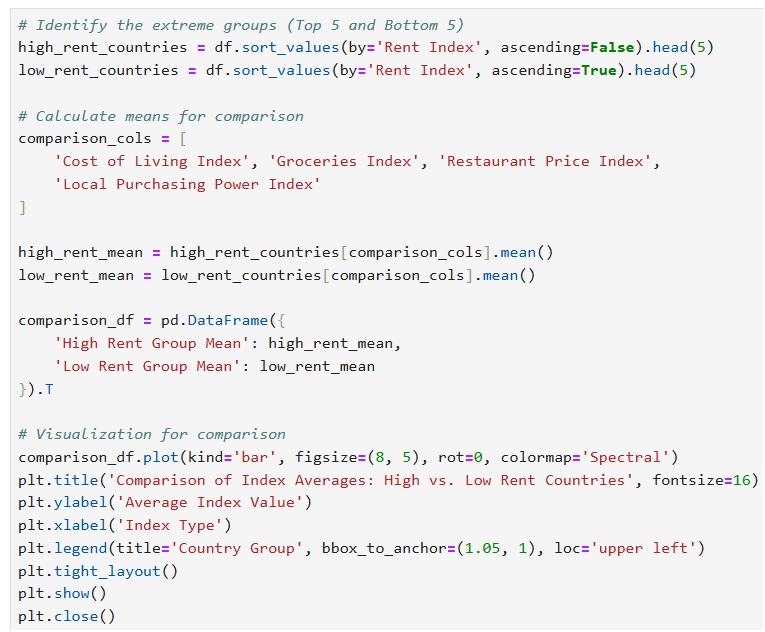 # Identify the extreme groups (Top 5 and Bottom 5)
high_rent_countries = df.sort_values(by='Rent Index', ascending=False).head(5)
low_rent_countries = df.sort_values(by='Rent Index', ascending=True).head(5)

# Calculate means for comparison
comparison_cols = [
    'Cost of Living Index', 'Groceries Index', 'Restaurant Price Index',
    'Local Purchasing Power Index'
]

high_rent_mean = high_rent_countries[comparison_cols].mean()
low_rent_mean = low_rent_countries[comparison_cols].mean()

comparison_df = pd.DataFrame({
    'High Rent Group Mean': high_rent_mean,
    'Low Rent Group Mean': low_rent_mean
}).T

# Visualization for comparison
comparison_df.plot(kind='bar', figsize=(8, 5), rot=0, colormap='Spectral')
plt.title('Comparison of Index Averages: High vs. Low Rent Countries', fontsize=16)
plt.ylabel('Average Index Value')
plt.xlabel('Index Type')
plt.legend(title='Country Group', bbox_to_anchor=(1.05, 1), loc='upper left')
plt.tight_layout()
plt.show()
plt.close()